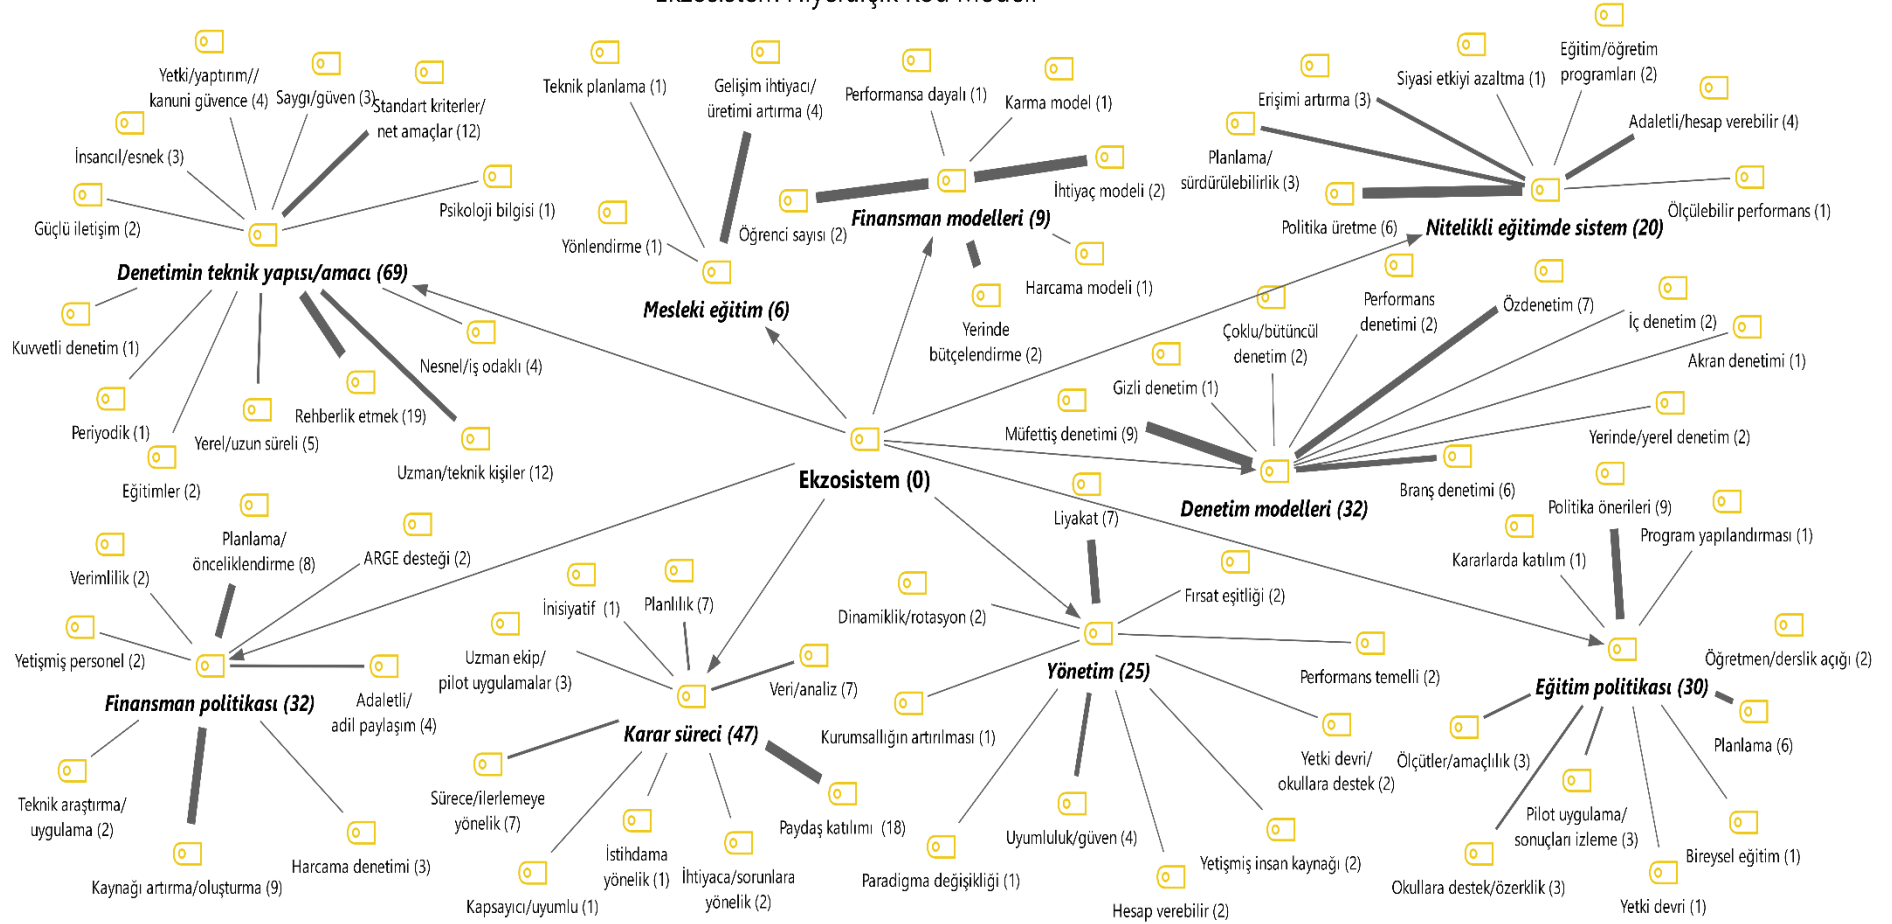 Ekzosistem Hiyerarşik Kod Modeli
Yetki/yaptırım//
kanuni güvence (4)
Saygı/güven (3)
Standart kriterler/
net amaçlar (12)
İnsancıl/esnek (3)
Güçlü iletişim (2)
Psikoloji bilgisi (1)
Denetimin teknik yapısı/amacı (69)
Kuvvetli denetim (1)
Periyodik (1)
Eğitimler (2)
Yerel/uzun süreli (5)
Rehberlik etmek (19)
Nesnel/iş odaklı (4)
Uzman/teknik kişiler (12)
Teknik planlama (1)
Gelişim ihtiyacı/
üretimi artırma (4)
Yönlendirme (1)
Mesleki eğitim (6)
Performansa dayalı (1)
Karma model (1)
Öğrenci sayısı (2)
İhtiyaç modeli (2)
Finansman modelleri (9)
Harcama modeli (1)
Yerinde
bütçelendirme (2)
Erişimi artırma (3)
Siyasi etkiyi azaltma (1)
Eğitim/öğretim
programları (2)
Adaletli/hesap verebilir (4)
Planlama/
sürdürülebilirlik (3)
Politika üretme (6)
Ölçülebilir performans (1)
Nitelikli eğitimde sistem (20)
Çoklu/bütüncül
denetim (2)
Performans
denetimi (2)
Özdenetim (7)
İç denetim (2)
Akran denetimi (1)
Gizli denetim (1)
Müfettiş denetimi (9)
Yerinde/yerel denetim (2)
Branş denetimi (6)
Denetim modelleri (32)
Ekzosistem (0)
Planlama/
önceliklendirme (8)
ARGE desteği (2)
Verimlilik (2)
Yetişmiş personel (2)
Adaletli/
adil paylaşım (4)
Finansman politikası (32)
Teknik araştırma/
uygulama (2)
Kaynağı artırma/oluşturma (9)
Harcama denetimi (3)
İnisiyatif  (1)
Planlılık (7)
Uzman ekip/
pilot uygulamalar (3)
Veri/analiz (7)
Karar süreci (47)
Sürece/ilerlemeye
yönelik (7)
Kapsayıcı/uyumlu (1)
İstihdama
yönelik (1)
İhtiyaca/sorunlara
yönelik (2)
Paydaş katılımı  (18)
Liyakat (7)
Dinamiklik/rotasyon (2)
Fırsat eşitliği (2)
Performans temelli (2)
Yönetim (25)
Kurumsallığın artırılması (1)
Yetki devri/
okullara destek (2)
Uyumluluk/güven (4)
Paradigma değişikliği (1)
Yetişmiş insan kaynağı (2)
Hesap verebilir (2)
Politika önerileri (9)
Program yapılandırması (1)
Kararlarda katılım (1)
Öğretmen/derslik açığı (2)
Eğitim politikası (30)
Planlama (6)
Ölçütler/amaçlılık (3)
Pilot uygulama/
sonuçları izleme (3)
Bireysel eğitim (1)
Okullara destek/özerklik (3)
Yetki devri (1)